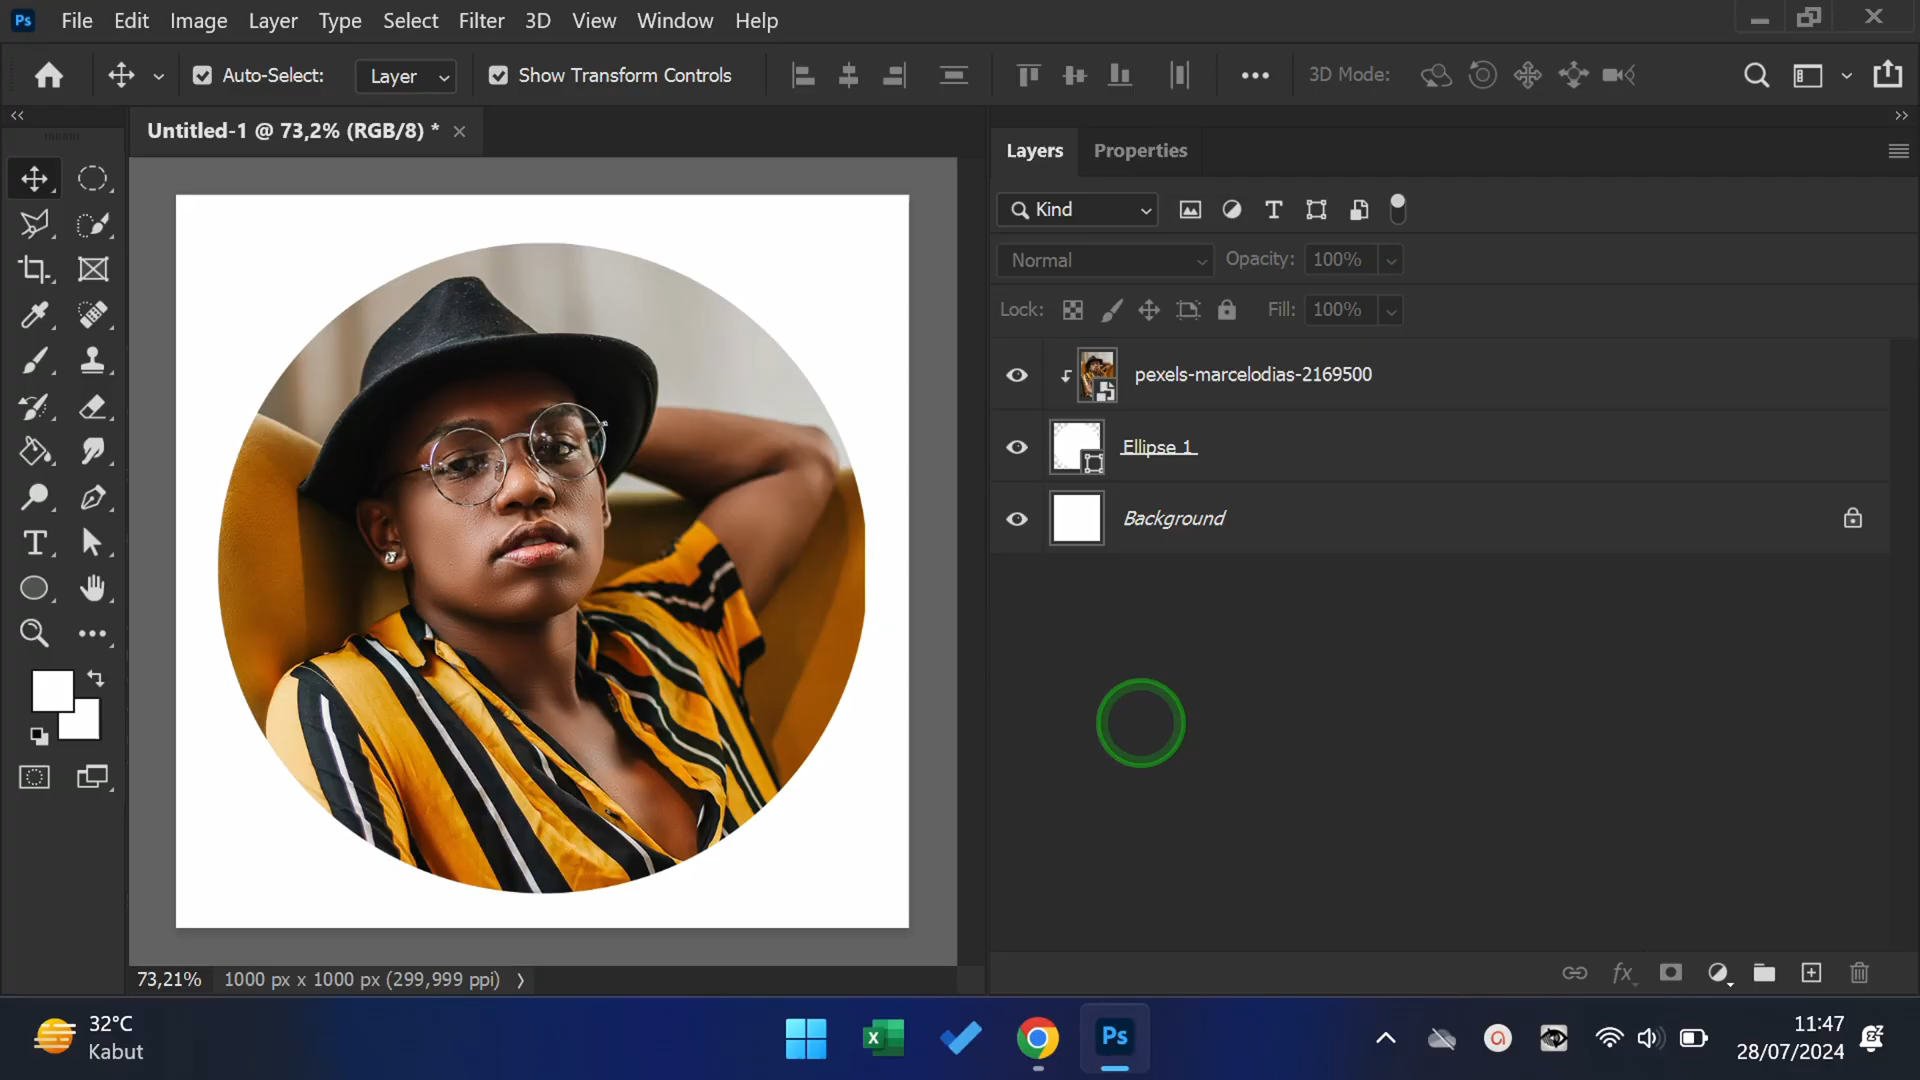 Ps File Edit Image Layer Type Select Filter 3D View Window Help
Auto-Select: Layer Show Transform Controls 3D Mode:
Untitled-1 @ 73,2% (RGB/8) *
Layers Properties
Kind
Normal Opacity: 100%
Lock: Fill: 100%
pexels-marcelodias-2169500
Ellipse 1
Background
73,21% 1000 px x 1000 px (299,999 ppi)
fx
32°C
Kabut
Ps
11:47
28/07/2024